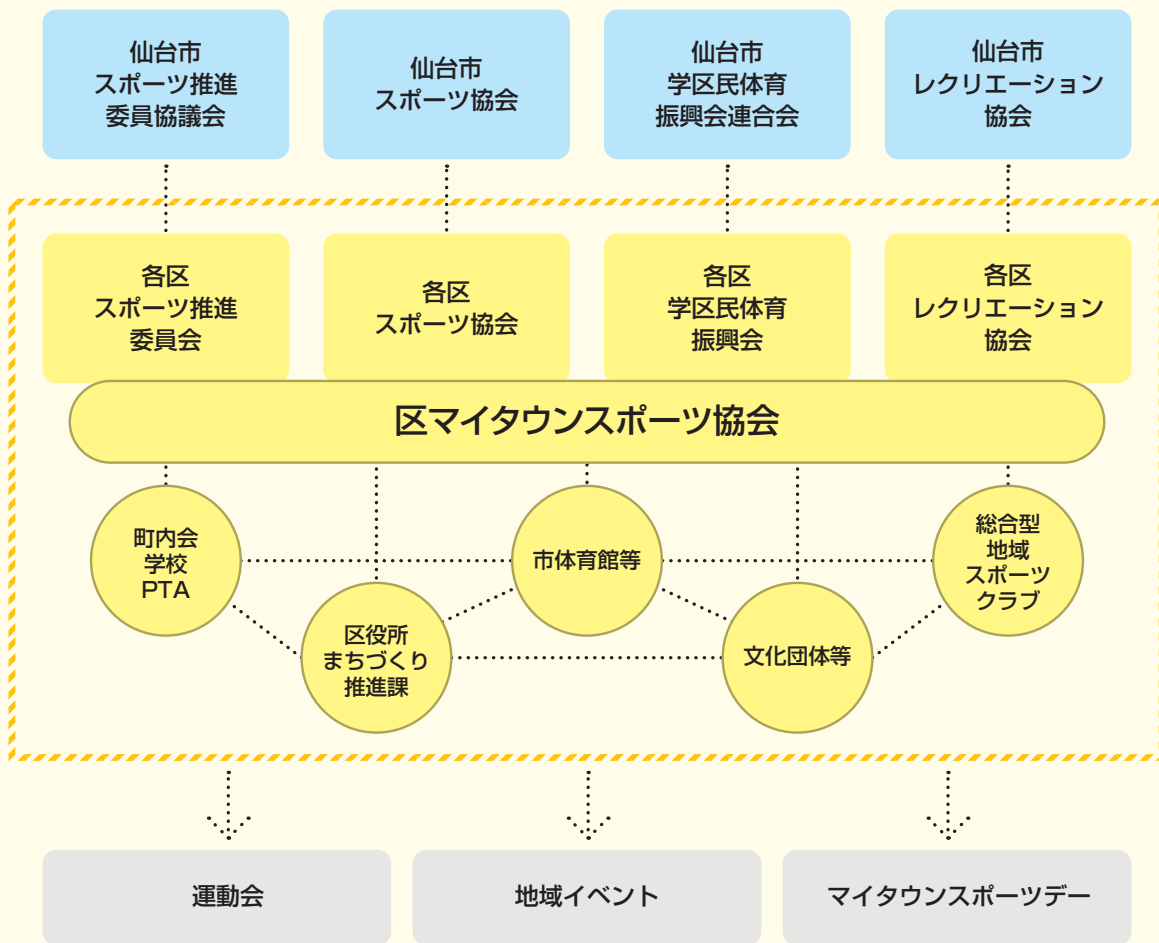 仙台市
スポーツ推進
委員協議会
仙台市
スポーツ協会
仙台市
学区民体育
振興会連合会
仙台市
レクリエーション
協会
各区
スポーツ推進
委員会
各区
スポーツ協会
各区
学区民体育
振興会
各区
レクリエーション
協会
区マイタウンスポーツ協会
町内会
学校
PTA
区役所
まちづくり
推進課
市体育館等
文化団体等
総合型
地域
スポーツ
クラブ
運動会
地域イベント
マイタウンスポーツデー